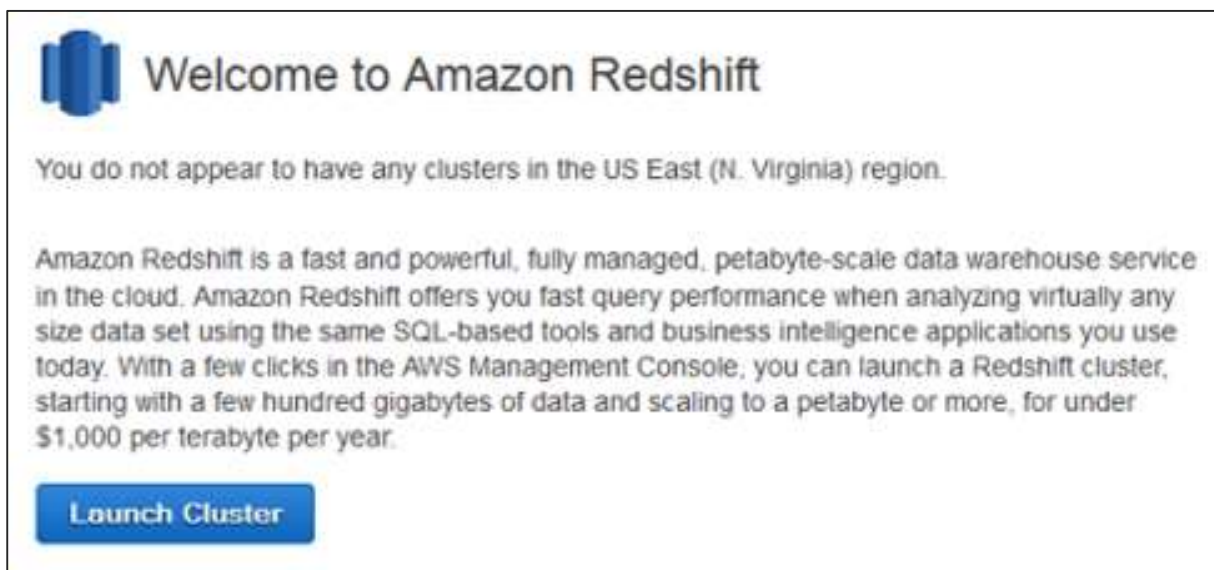 Welcome to Amazon Redshift
You do not appear to have any clusters in the US East (N. Virginia) region.
Amazon Redshift is a fast and powerful, fully managed, petabyte-scale data warehouse service
in the cloud. Amazon Redshift offers you fast query performance when analyzing virtually any
size data set using the same SQL-based tools and business intelligence applications you use
today. With a few clicks in the AWS Management Console, you can launch a Redshift cluster,
starting with a few hundred gigabytes of data and scaling to a petabyte or more, for under
$1,000 per terabyte per year.
Launch Cluster